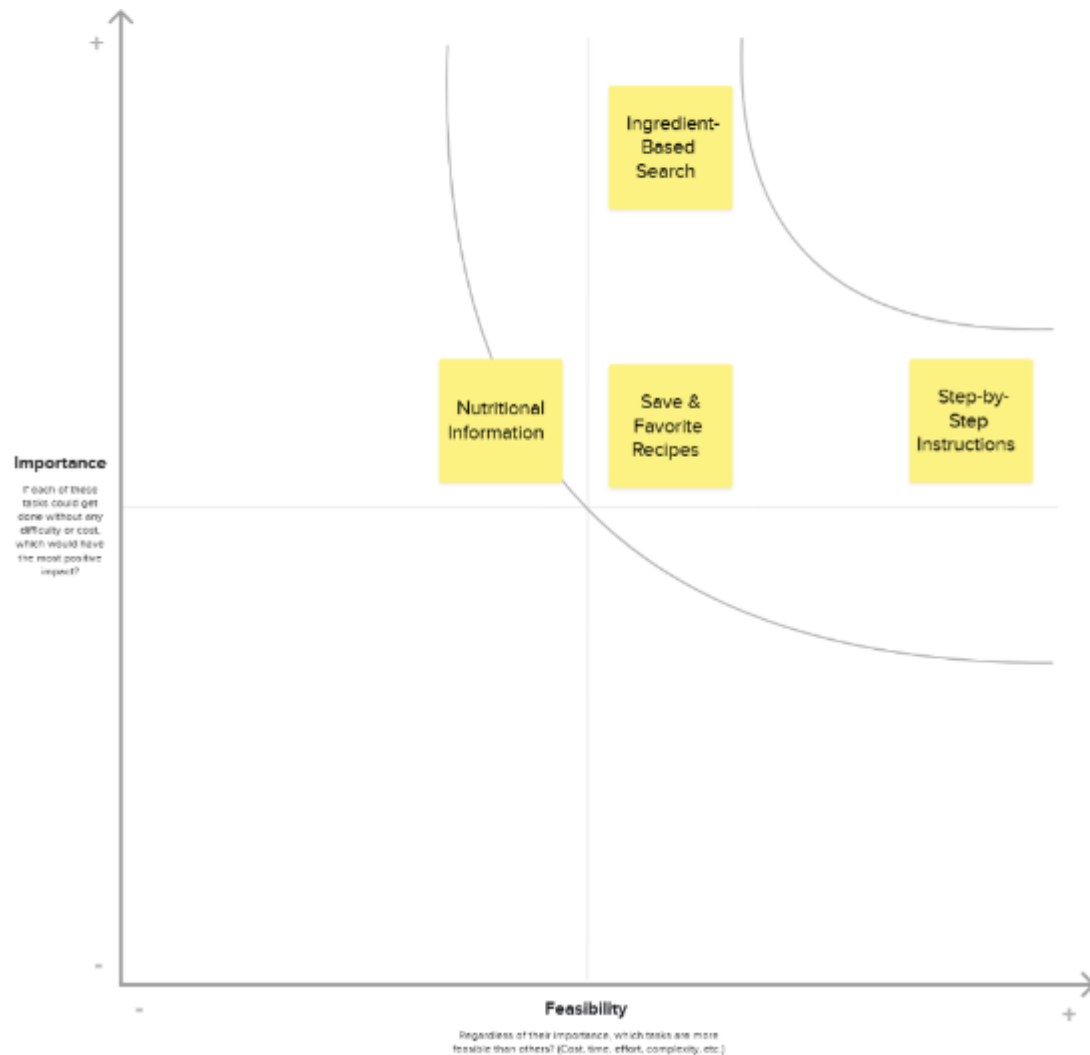 +
Ingredient-
Based
Search
Nutritional
Information
Save &
Favorite
Recipes
Step-by-
Step
Instructions
Importance
If each of these
tasks could get
done without any
difficulty or cost,
which would have
the most positive
impact?
-
-
Feasibility
+
Regardless of their importance, which tasks are more
feasible than others? (Cost, time, effort, complexity, etc.)